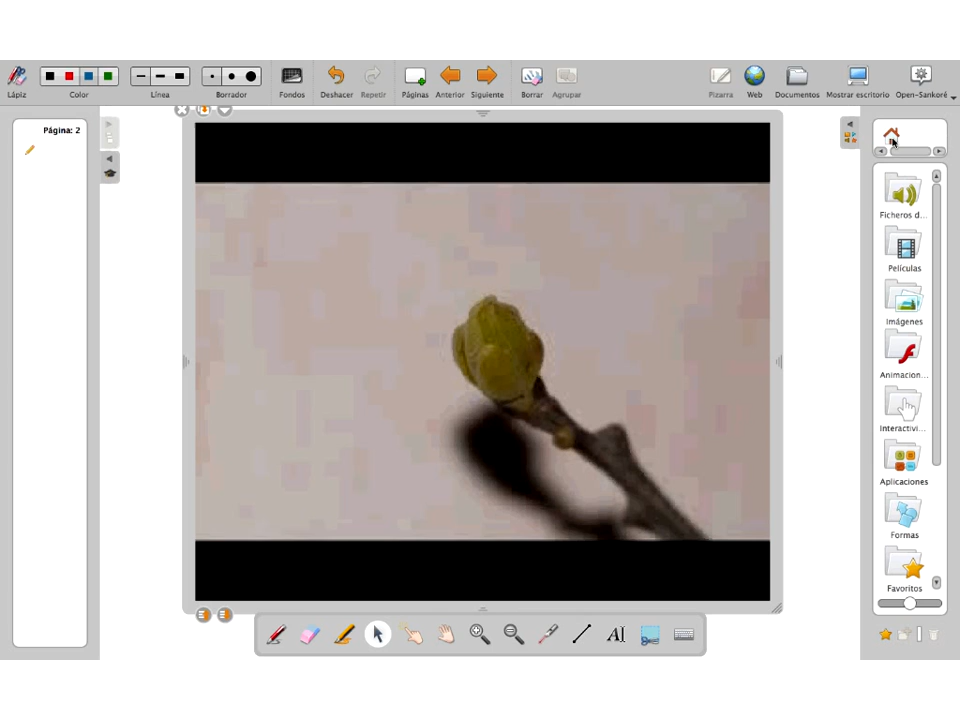 Lápiz
Color
Línea
Borrador
Fondos
Deshacer
Repetir
Páginas
Anterior
Siguiente
Borrar
Agrupar
Pizarra
Web
Documentos
Mostrar escritorio
Open-Sankoré
Página: 2
Ficheros d...
Películas
Imágenes
Animacion...
Interactivi...
Aplicaciones
Formas
Favoritos
AI